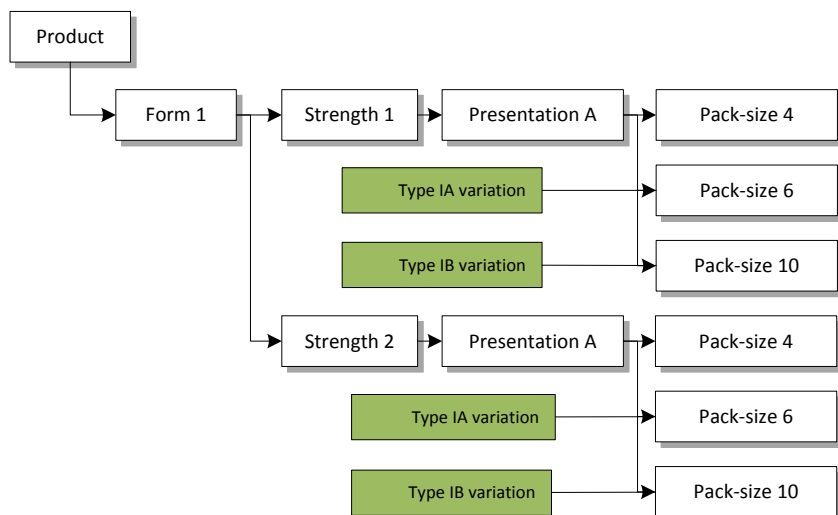 Product
Form 1
Strength 1
Presentation A
Pack-size 4
Type IA variation
Pack-size 6
Type IB variation
Pack-size 10
Strength 2
Presentation A
Pack-size 4
Type IA variation
Pack-size 6
Type IB variation
Pack-size 10